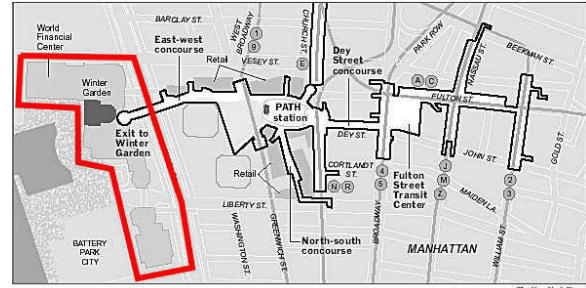 World
Financial
Center
BARCLAY ST.
WEST
BROADWAY
1
9
CHURCH ST.
PARK ROW
NASSAU ST.
BEEKMAN ST.
East-west
concourse
Retail
VESEY ST.
E
Dey
Street
concourse
A
C
FULTON ST.
Winter
Garden
PATH
station
Exit to
Winter
Garden
DEY ST.
CORTLANDT
ST.
N
R
4
5
Fulton
Street
Transit
Center
JOHN ST.
GOLD ST.
J
M
Z
MAIDEN LA.
2
3
Retail
LIBERTY ST.
WASHINGTON ST.
GREENWICH ST.
North-south
concourse
BROADWAY
WILLIAM ST.
MANHATTAN
BATTERY
PARK
CITY